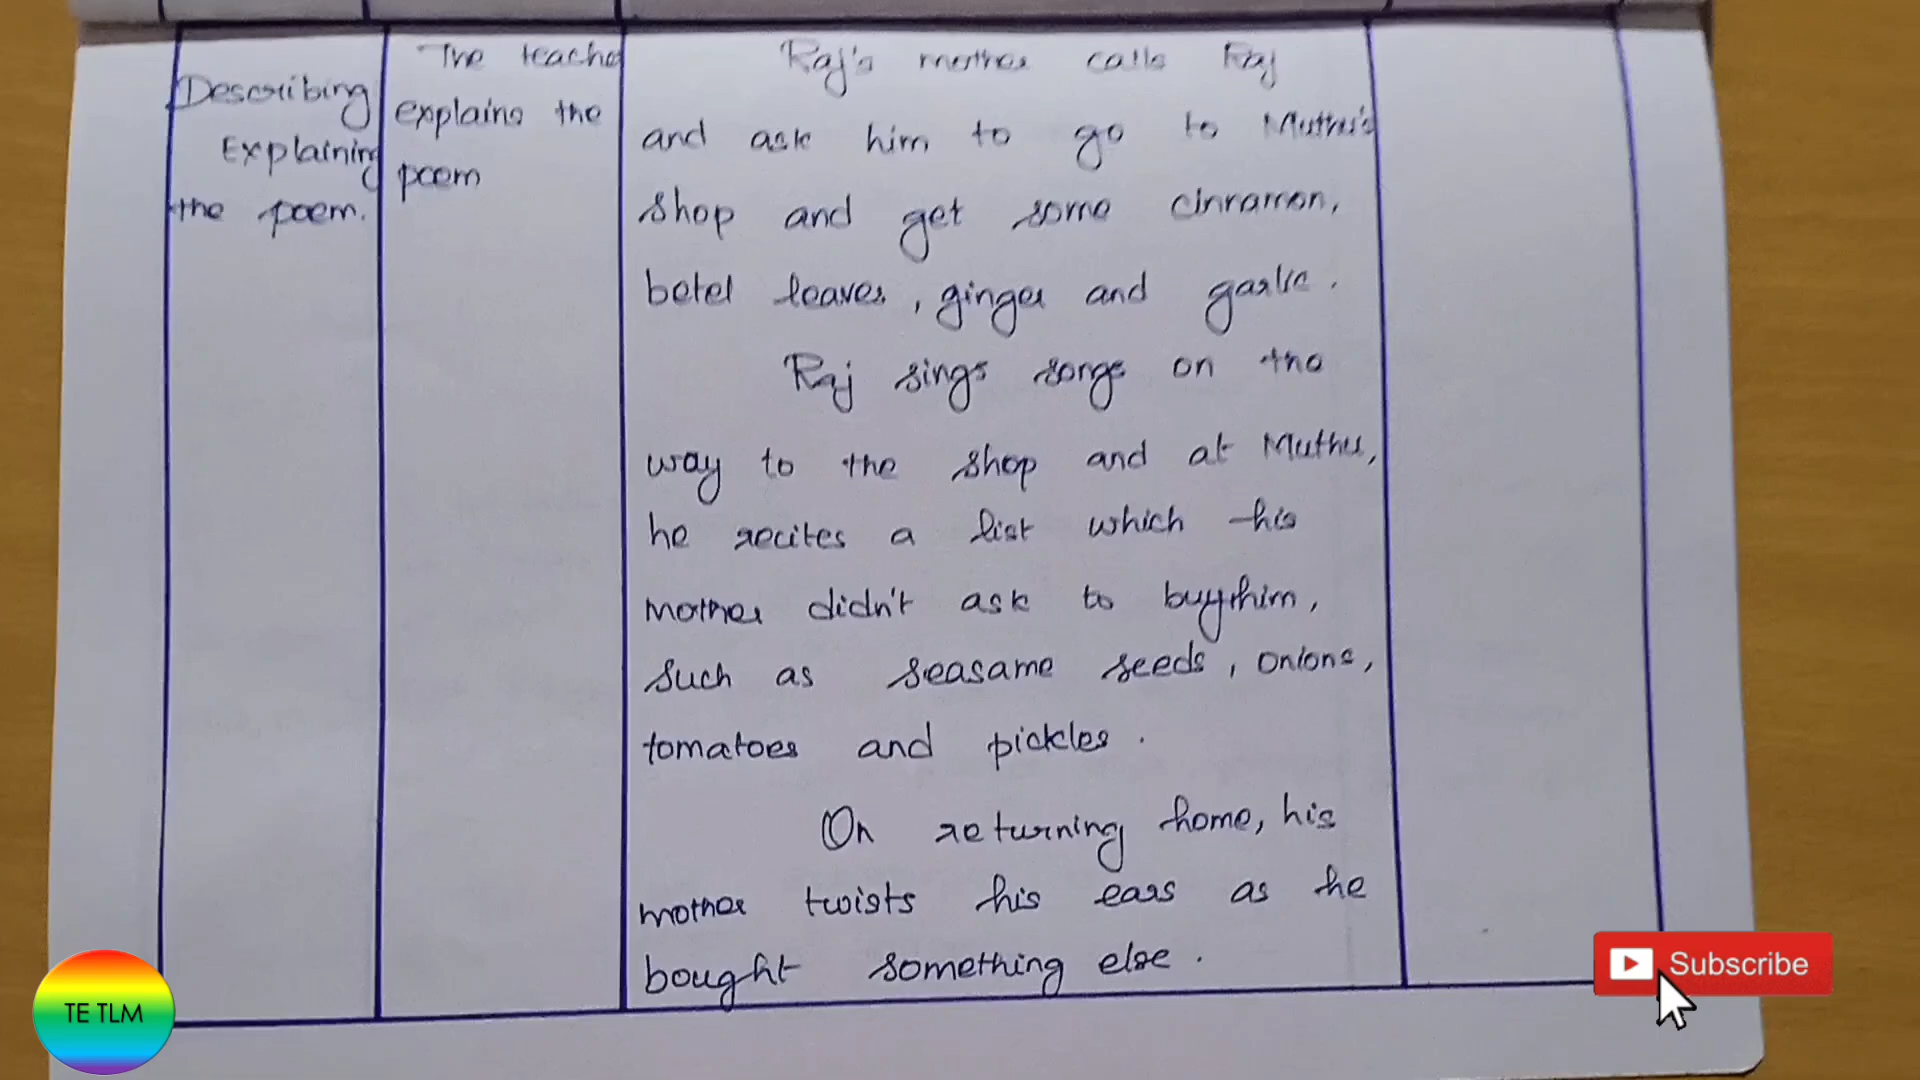 Describing
Explaining
the poem.
The teache
explains the
poem
Raj's mother calls Raj
and ask him to go to Muthu's
shop and get some cinnamon,
betel leaves, ginger and garlic.
Raj sings songs on the
way to the shop and at Muthu,
he recites a list which his
mother didn't ask to buy him,
such as seasame seeds, onions,
tomatoes and pickles.
On returning home, his
mother twists his ears as he
bought something else.
TE TLM
Subscribe